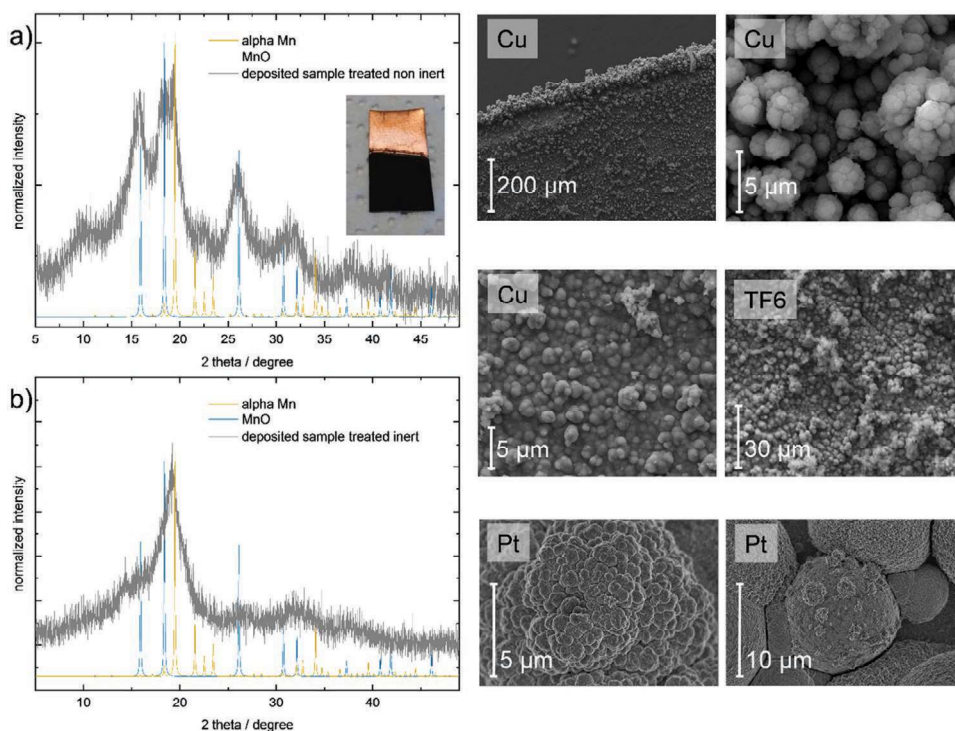 a)
alpha Mn
MnO
deposited sample treated non inert
normalized intensity
5 10 15 20 25 30 35 40 45
2 theta / degree
b)
alpha Mn
MnO
deposited sample treated inert
normalized intensity
10 20 30 40
2 theta / degree
Cu
200 µm
Cu
5 µm
Cu
5 µm
TF6
30 µm
Pt
5 µm
Pt
10 µm